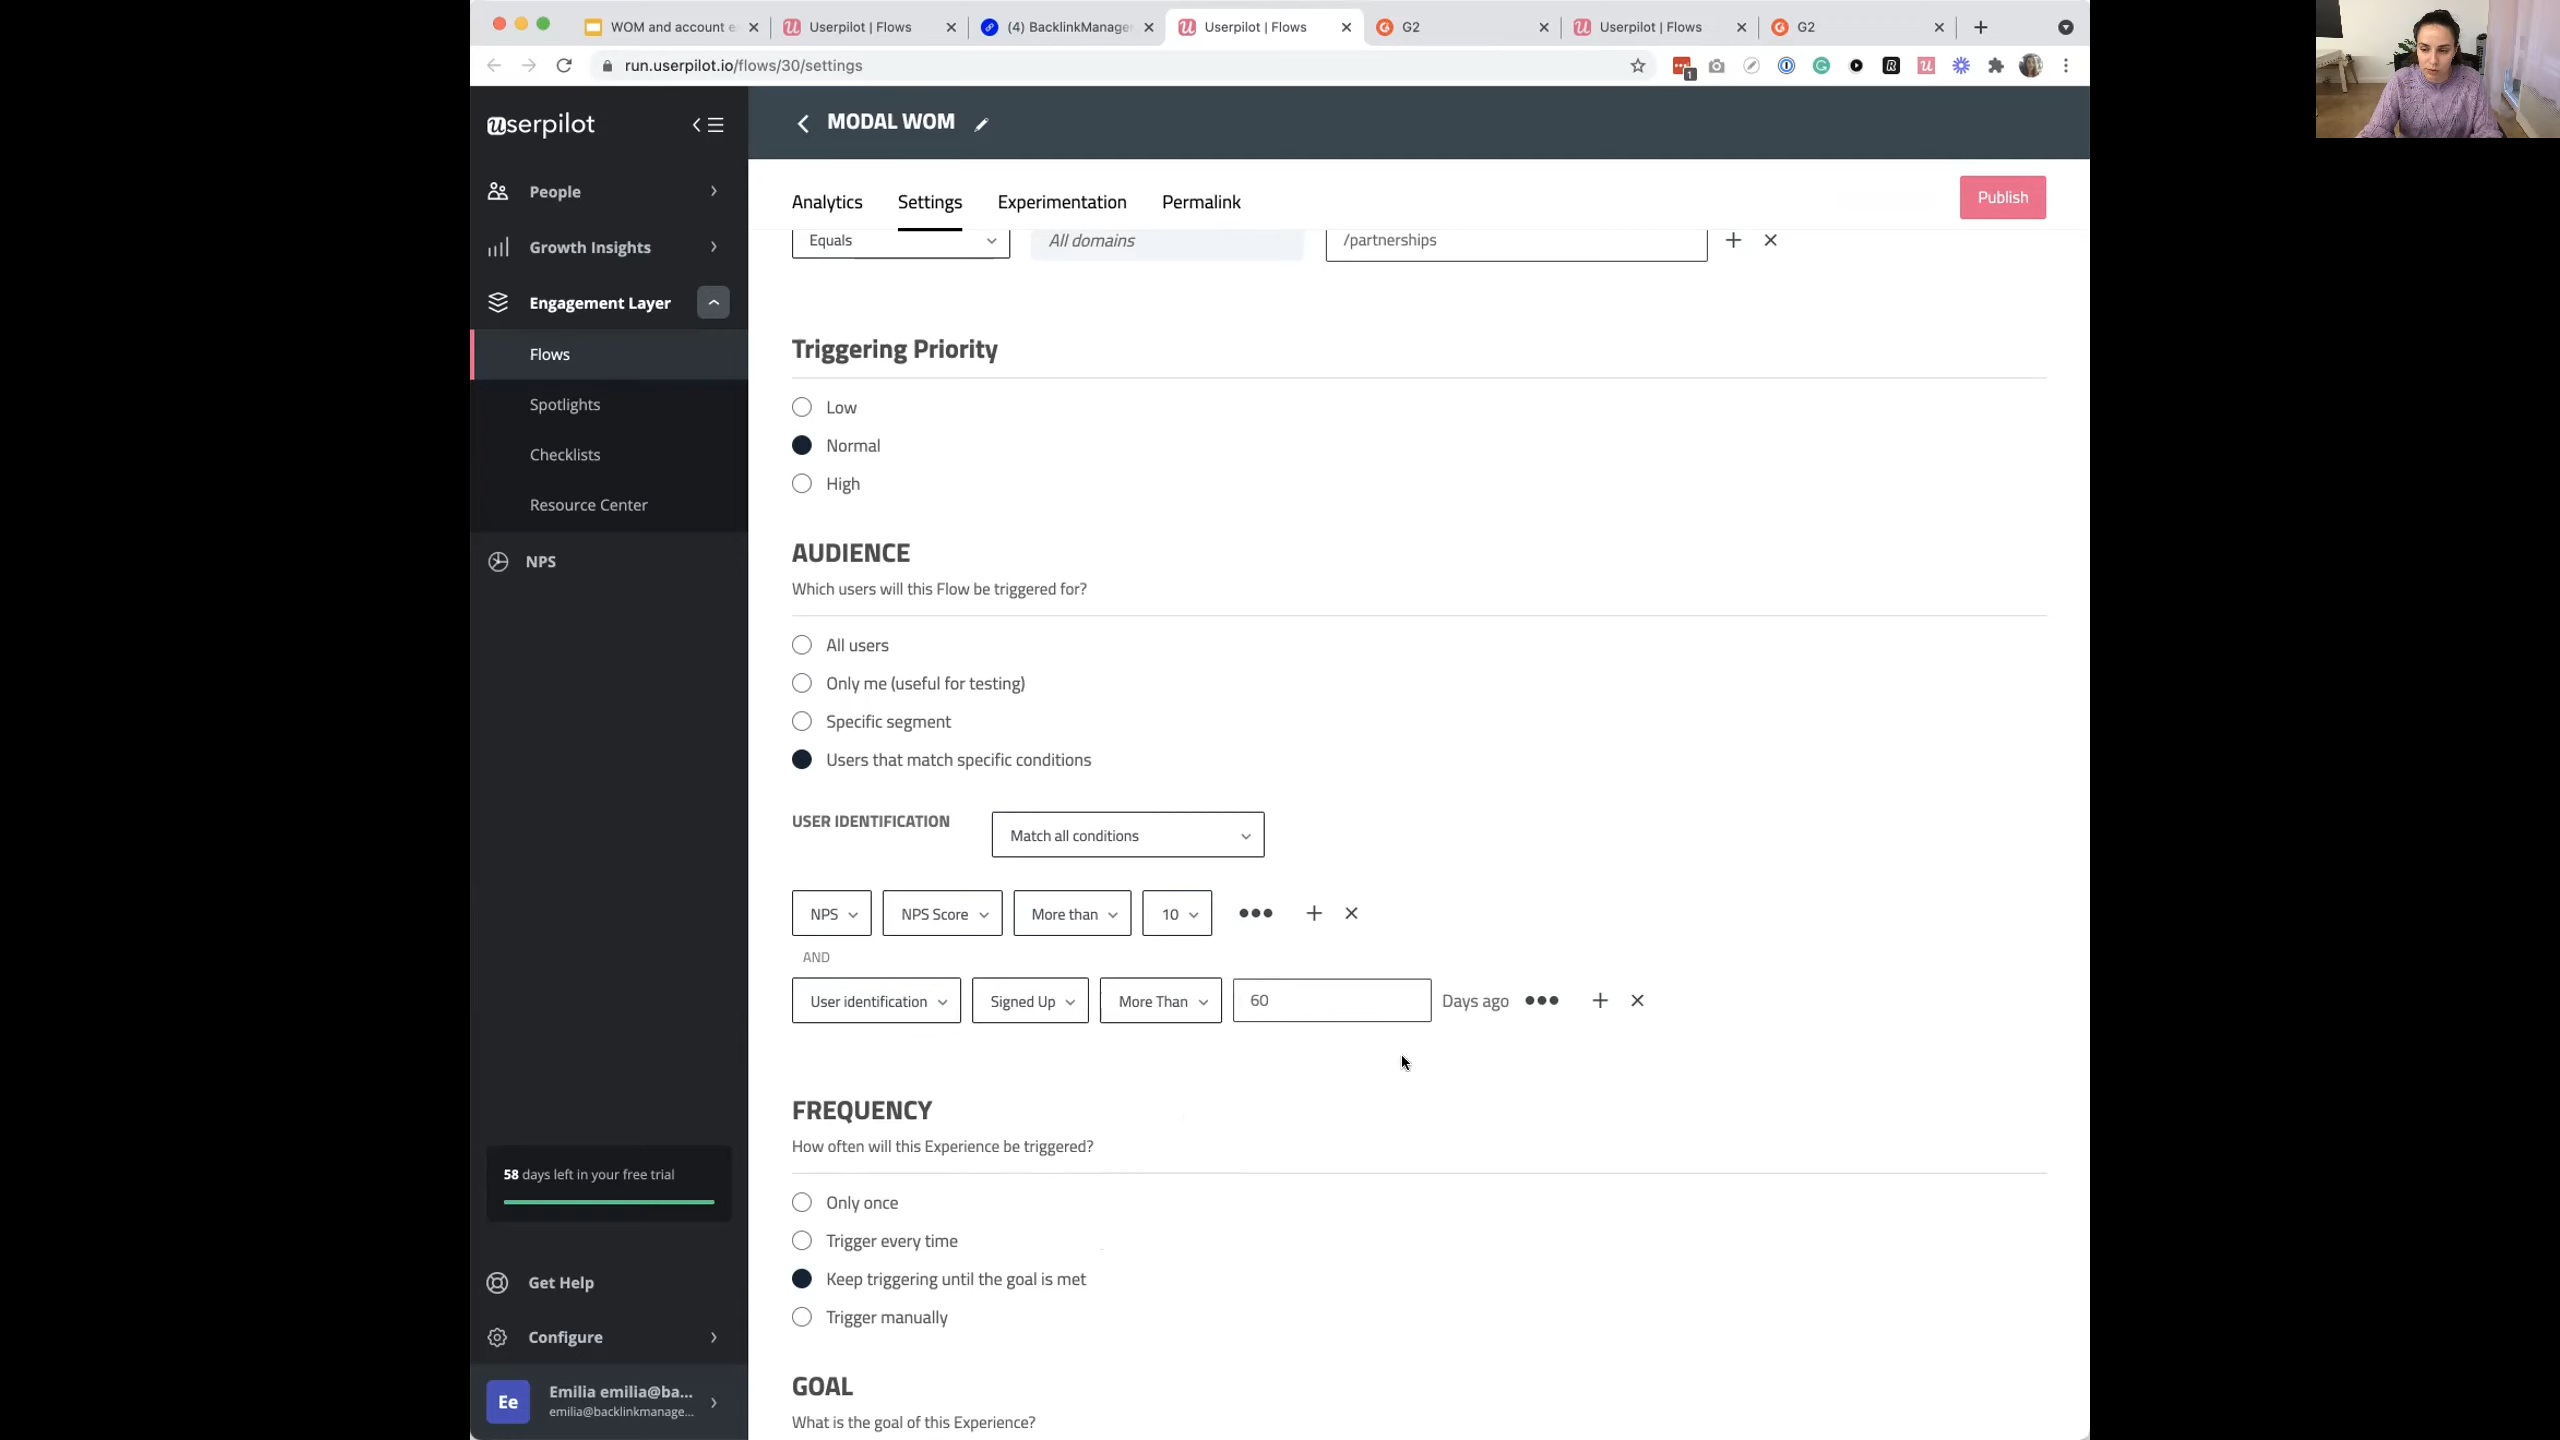 WOM and account e
Userpilot | Flows
(4) BacklinkManager
Userpilot | Flows
G2
Userpilot | Flows
G2
run.userpilot.io/flows/30/settings
1
userpilot
MODAL WOM
People
Growth Insights
Engagement Layer
Flows
Spotlights
Checklists
Resource Center
NPS
58 days left in your free trial
Get Help
Configure
Ee
Emilia emilia@ba...
emilia@backlinkmanage...
Analytics
Settings
Experimentation
Permalink
Publish
Equals
All domains
/partnerships
Triggering Priority
Low
Normal
High
AUDIENCE
Which users will this Flow be triggered for?
All users
Only me (useful for testing)
Specific segment
Users that match specific conditions
USER IDENTIFICATION
Match all conditions
NPS
NPS Score
More than
10
AND
User identification
Signed Up
More Than
60
Days ago
FREQUENCY
How often will this Experience be triggered?
Only once
Trigger every time
Keep triggering until the goal is met
Trigger manually
GOAL
What is the goal of this Experience?